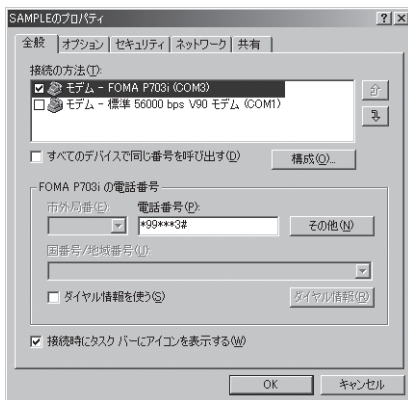 SAMPLEのプロパティ
全般 オプション セキュリティ ネットワーク 共有
接続の方法(T):
モデム - FOMA P703i (COM3)
モデム - 標準 56000 bps V90 モデム (COM1)
すべてのデバイスで同じ番号を呼び出す(D) 構成(O)...
FOMA P703i の電話番号
市外局番(E): 電話番号(P):
*99***3# その他(N)
国番号/地域番号(U):
ダイヤル情報を使う(S) ダイヤル情報(R)
接続時にタスク バーにアイコンを表示する(W)
OK キャンセル